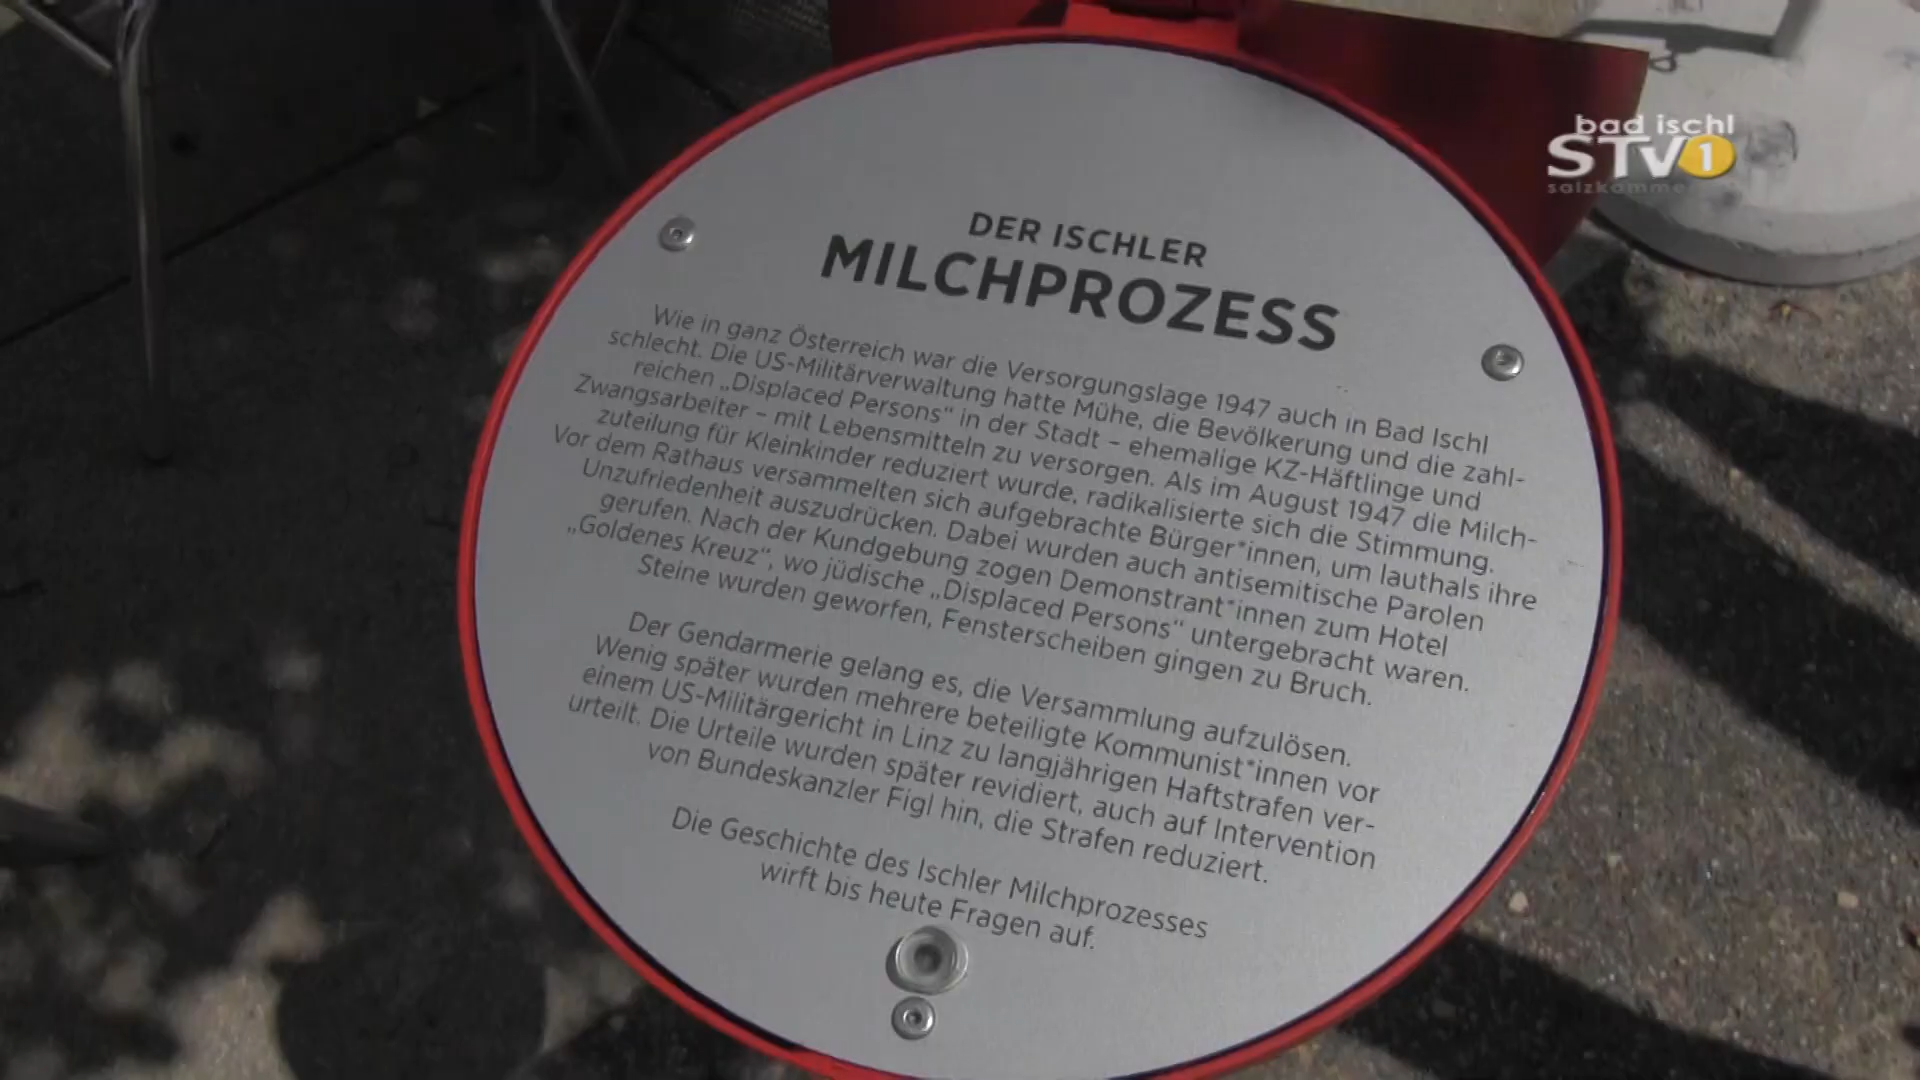 bad ischl
STV1
salzkamme
DER ISCHLER
MILCHPROZESS
Wie in ganz Österreich war die Versorgungslage 1947 auch in Bad Ischl
schlecht. Die US-Militärverwaltung hatte Mühe, die Bevölkerung und die zahl-
reichen „Displaced Persons“ in der Stadt – ehemalige KZ-Häftlinge und
Zwangsarbeiter – mit Lebensmitteln zu versorgen. Als im August 1947 die Milch-
zuteilung für Kleinkinder reduziert wurde, radikalisierte sich die Stimmung.
Vor dem Rathaus versammelten sich aufgebrachte Bürger*innen, um lauthals ihre
Unzufriedenheit auszudrücken. Dabei wurden auch antisemitische Parolen
gerufen. Nach der Kundgebung zogen Demonstrant*innen zum Hotel
„Goldenes Kreuz“, wo jüdische „Displaced Persons“ untergebracht waren.
Steine wurden geworfen, Fensterscheiben gingen zu Bruch.
Der Gendarmerie gelang es, die Versammlung aufzulösen.
Wenig später wurden mehrere beteiligte Kommunist*innen vor
einem US-Militärgericht in Linz zu langjährigen Haftstrafen ver-
urteilt. Die Urteile wurden später revidiert, auch auf Intervention
von Bundeskanzler Figl hin, die Strafen reduziert.
Die Geschichte des Ischler Milchprozesses
wirft bis heute Fragen auf.